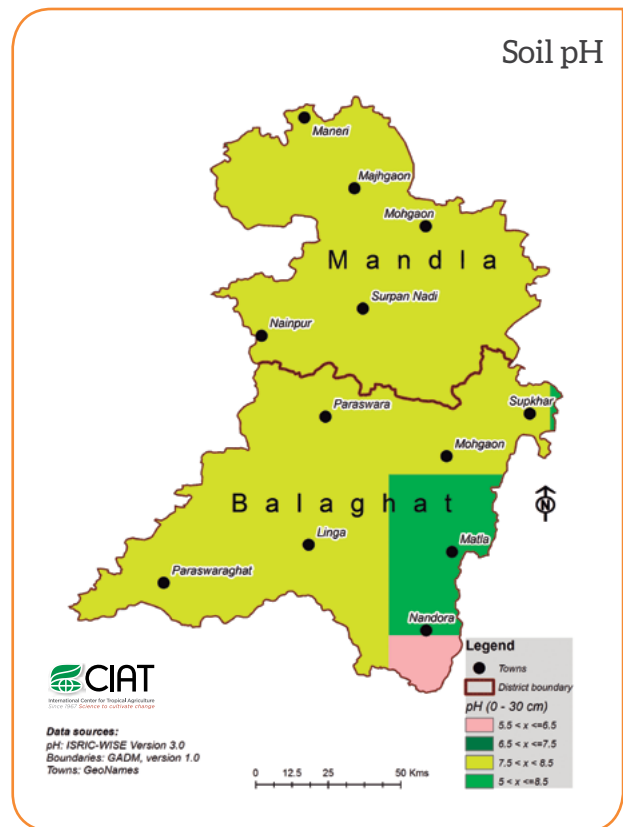 Soil pH
Maneri
Majhgaon
Mohgaon
Mandla
Surpan Nadi
Nainpur
Paraswara
Supkhar
Mohgaon
Balaghat
N
Linga
Matla
Paraswaraghat
Nandora
CIAT
International Center for Tropical Agriculture
Since 1967 Science to cultivate change
Legend
Towns
District boundary
pH (0 - 30 cm)
5.5 < x <=6.5
6.5 < x <=7.5
7.5 < x < 8.5
5 < x <=8.5
Data sources:
pH: ISRIC-WISE Version 3.0
Boundaries: GADM, version 1.0
Towns: GeoNames
0 12.5 25 50 Kms